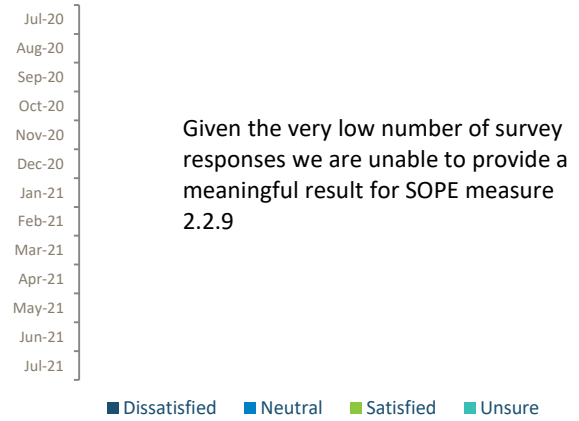 Jul-20
Aug-20
Sep-20
Oct-20
Nov-20
Dec-20
Jan-21
Feb-21
Mar-21
Apr-21
May-21
Jun-21
Jul-21
Given the very low number of survey
responses we are unable to provide a
meaningful result for SOPE measure
2.2.9
Dissatisfied Neutral Satisfied Unsure